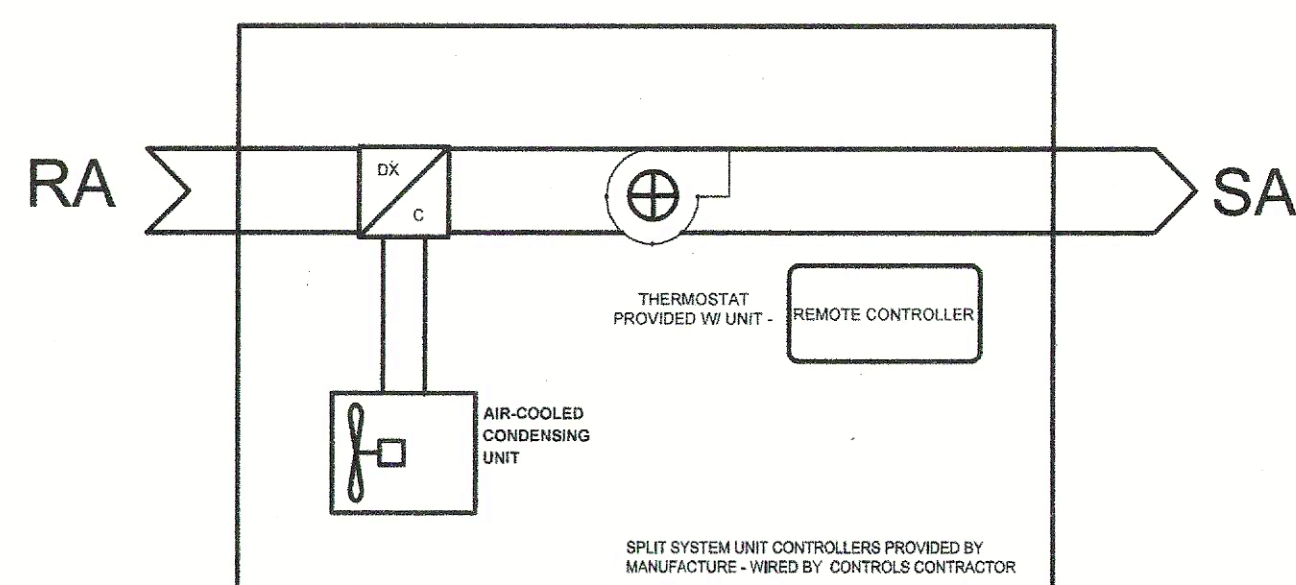 RA
DX
C
SA
THERMOSTAT
PROVIDED W/ UNIT -
REMOTE CONTROLLER
AIR-COOLED
CONDENSING
UNIT
SPLIT SYSTEM UNIT CONTROLLERS PROVIDED BY
MANUFACTURE - WIRED BY CONTROLS CONTRACTOR